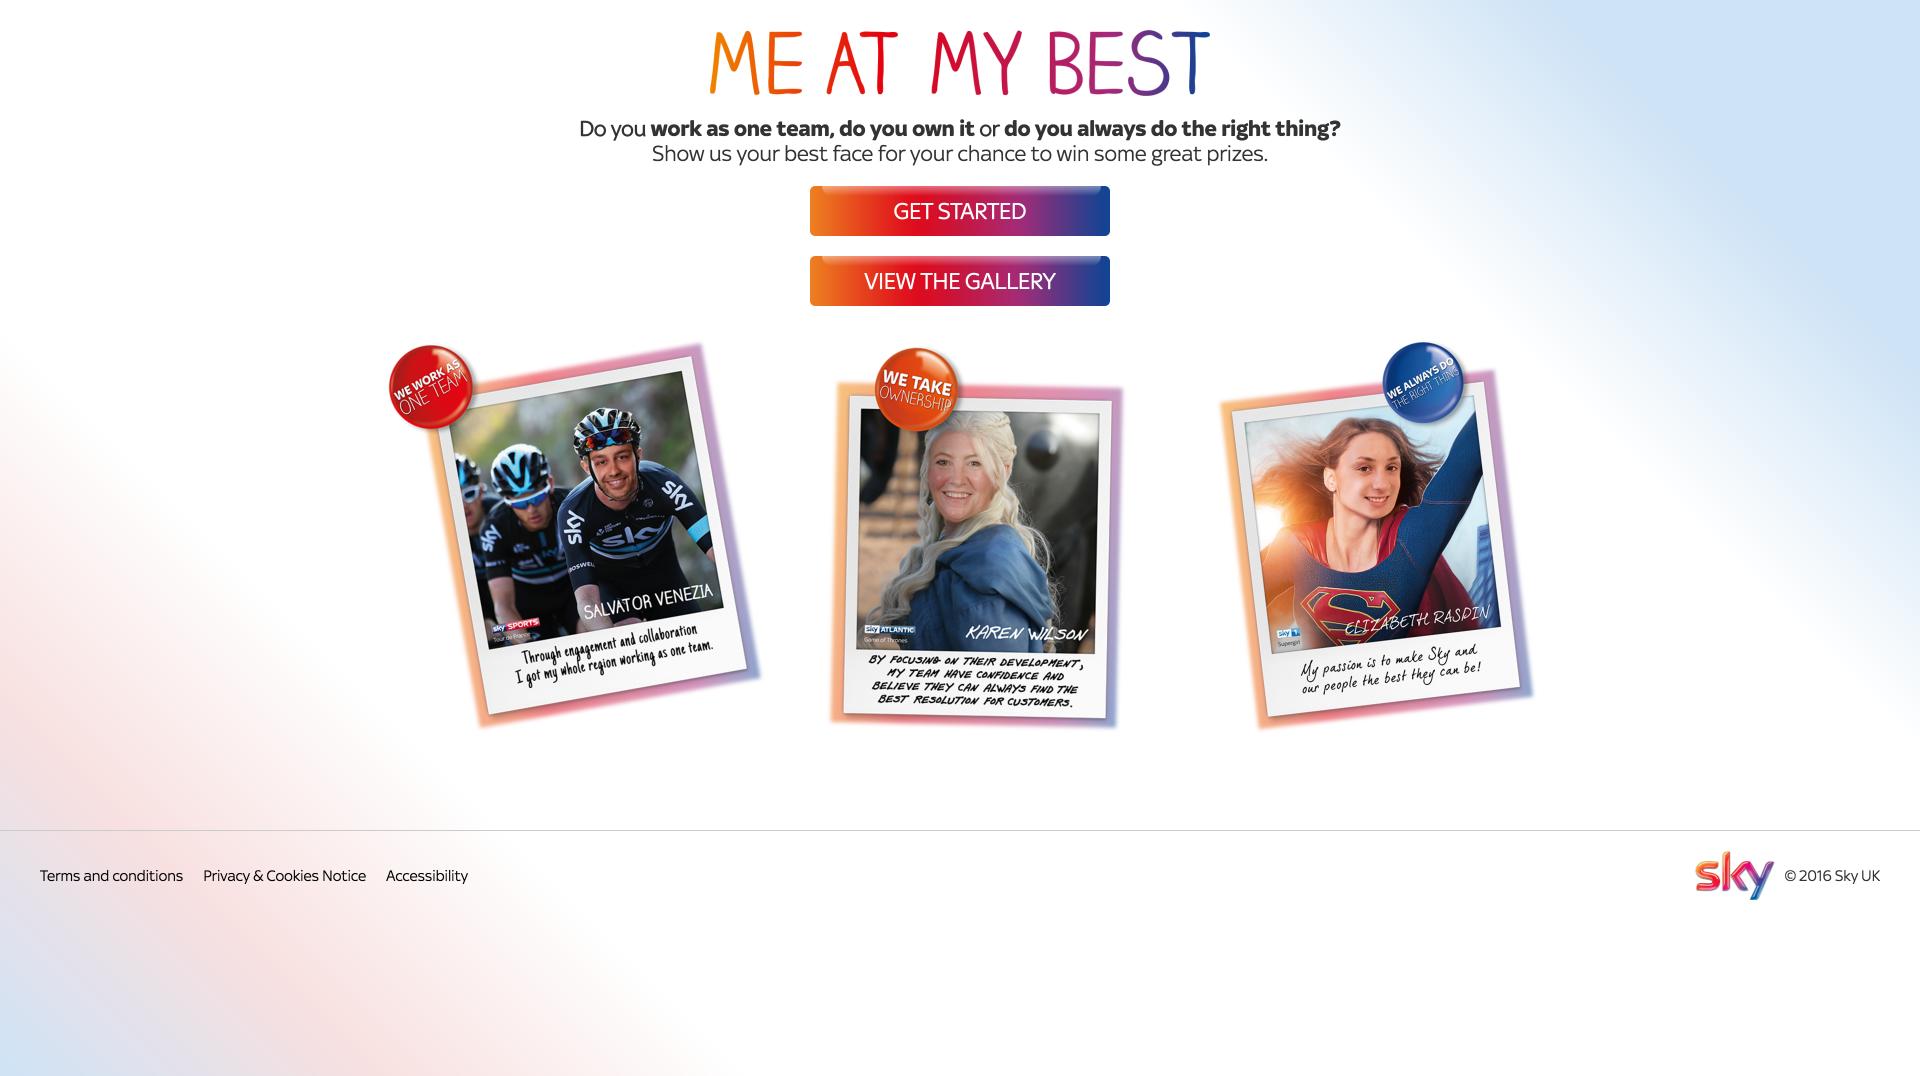 ME AT MY BEST
Do you work as one team, do you own it or do you always do the right thing?
Show us your best face for your chance to win some great prizes.
GET STARTED
VIEW THE GALLERY
WE WORK AS
ONE TEAM
sky
sky
sky
sky
SALVATOR VENEZIA
sky SPORTS
Tour de France
Through engagement and collaboration
I got my whole region working as one team.
WE TAKE
OWNERSHIP
sky ATLANTIC
Game of Thrones
KAREN WILSON
BY FOCUSING ON THEIR DEVELOPMENT,
MY TEAM HAVE CONFIDENCE AND
BELIEVE THEY CAN ALWAYS FIND THE
BEST RESOLUTION FOR CUSTOMERS.
WE ALWAYS DO
THE RIGHT THING
ELIZABETH RASPIN
sky 1
Supergirl
My passion is to make Sky and
our people the best they can be!
Terms and conditions Privacy & Cookies Notice Accessibility
sky © 2016 Sky UK